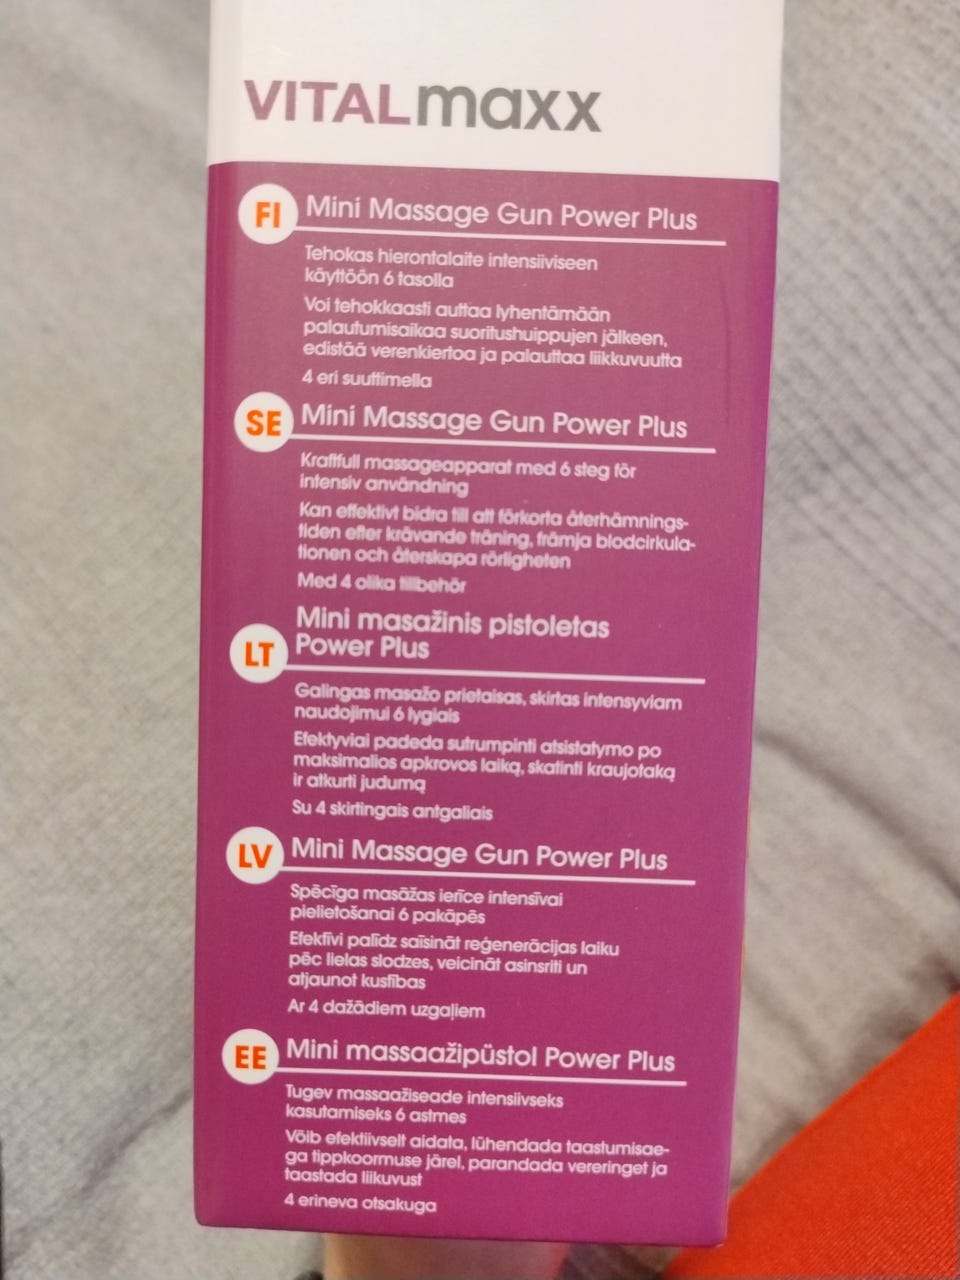 VITALmaxx
FI Mini Massage Gun Power Plus
Tehokas hierontalaite intensiiviseen
käyttöön 6 tasolla
Voi tehokkaasti auttaa lyhentämään
palautumisaikaa suoritushuippujen jälkeen,
edistää verenkiertoa ja palauttaa liikkuvuutta
4 eri suuttimella
SE Mini Massage Gun Power Plus
Kraftfull massageapparat med 6 steg för
intensiv användning
Kan effektivt bidra till att förkorta återhämnings-
tiden efter krävande träning, främja blodcirkula-
tionen och återskapa rörligheten
Med 4 olika tillbehör
Mini masažinis pistoletas
LT Power Plus
Galingas masažo prietaisas, skirtas intensyviam
naudojimui 6 lygiais
Efektyviai padeda sutrumpinti atsistatymo po
maksimalios apkrovos laiką, skatinti kraujotaką
ir atkurti judumą
Su 4 skirtingais antgaliais
LV Mini Massage Gun Power Plus
Spēcīga masāžas ierīce intensīvai
pielietošanai 6 pakāpēs
Efektīvi palīdz saīsināt reģenerācijas laiku
pēc lielas slodzes, veicināt asinsriti un
atjaunot kustības
Ar 4 dažādiem uzgaļiem
EE Mini massaažipüstol Power Plus
Tugev massaažiseade intensiivseks
kasutamiseks 6 astmes
Võib efektiivselt aidata, lühendada taastumisae-
ga tippkoormuse järel, parandada vereringet ja
taastada liikuvust
4 erineva otsakuga